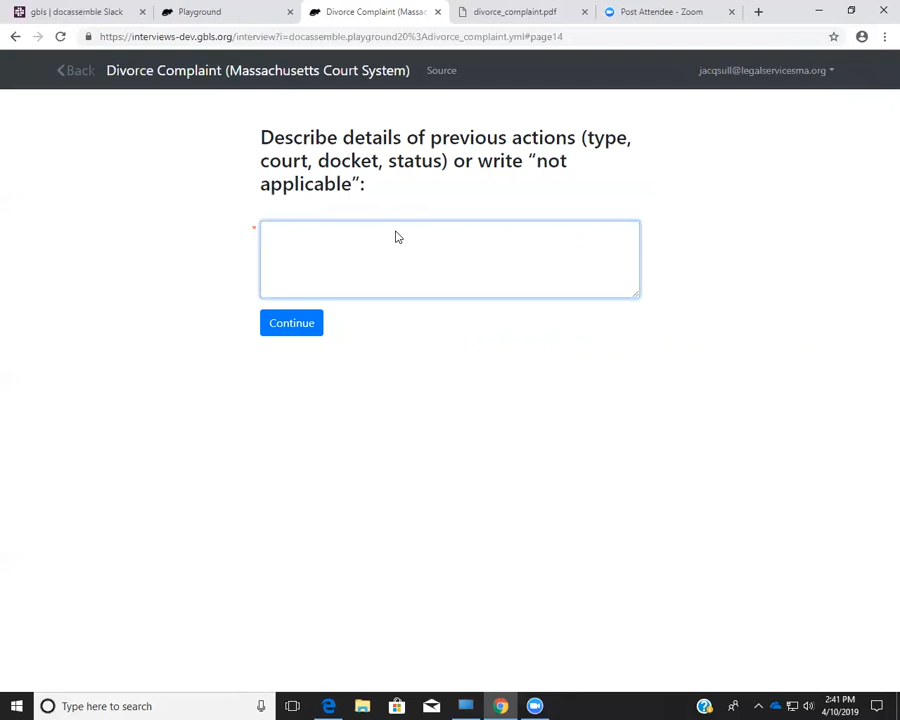 gbls | docassemble Slack
Playground
Divorce Complaint (Massac
divorce_complaint.pdf
Post Attendee - Zoom
https://interviews-dev.gbls.org/interview?i=docassemble.playground20%3Adivorce_complaint.yml#page14
Back Divorce Complaint (Massachusetts Court System) Source jacqsull@legalservicesma.org
Describe details of previous actions (type,
court, docket, status) or write “not
applicable”:
*
Continue
Type here to search
2:41 PM
4/10/2019